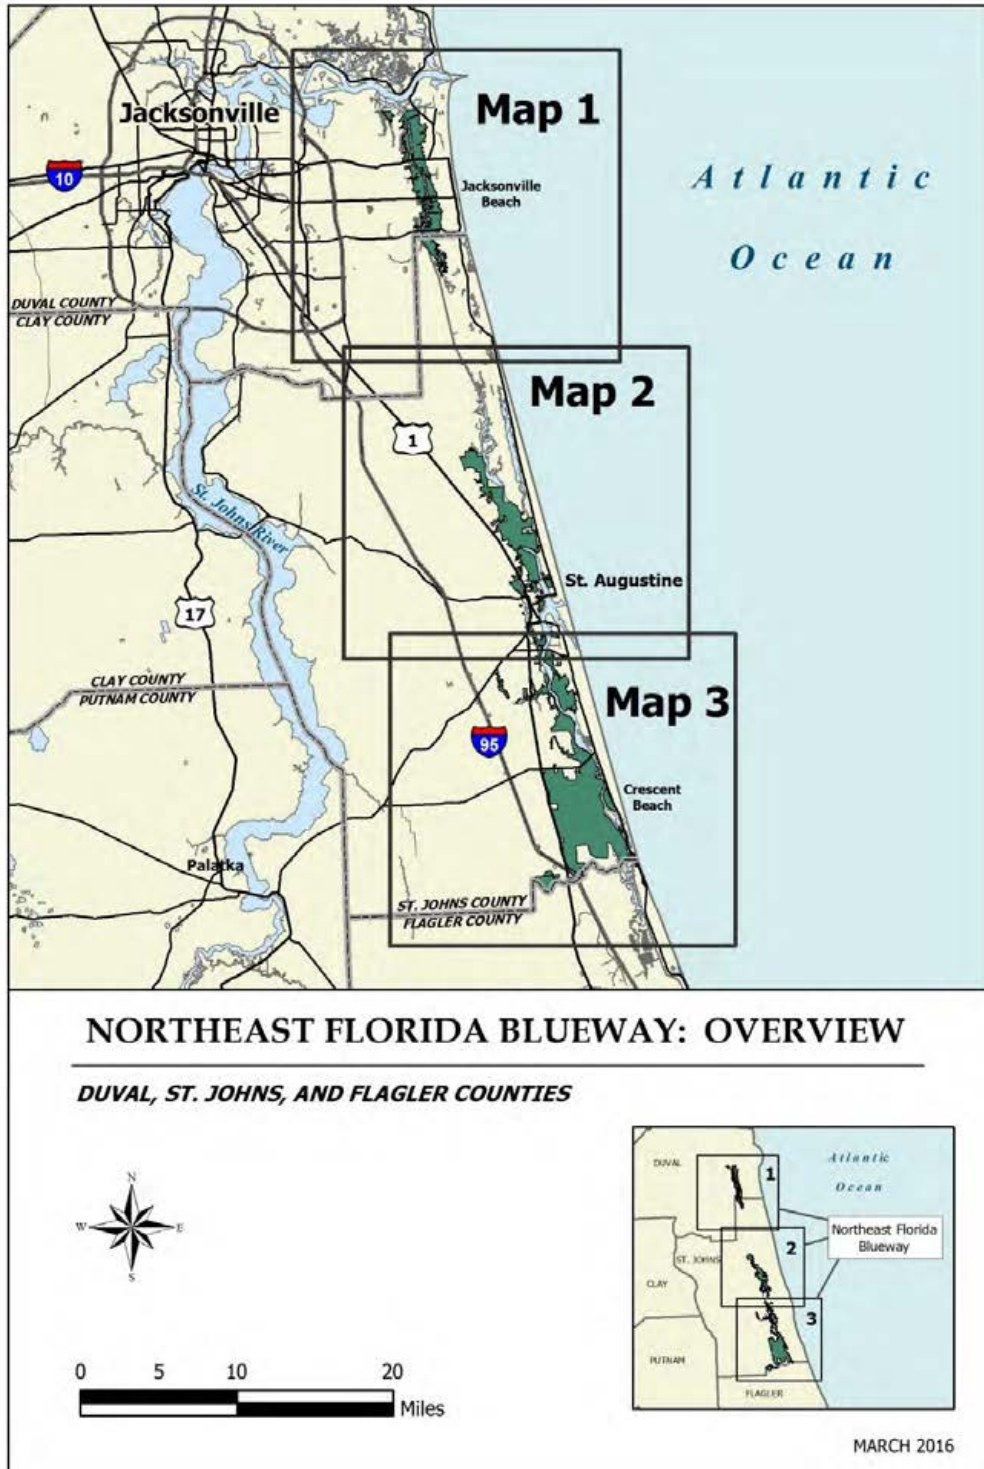 Jacksonville
Map 1
10
Jacksonville
Beach
Atlantic
Ocean
DUVAL COUNTY
CLAY COUNTY
Map 2
1
St. Johns River
St. Augustine
17
CLAY COUNTY
PUTNAM COUNTY
Map 3
95
Crescent
Beach
Palatka
ST. JOHNS COUNTY
FLAGLER COUNTY
NORTHEAST FLORIDA BLUEWAY: OVERVIEW
DUVAL, ST. JOHNS, AND FLAGLER COUNTIES
N
W E
S
0 5 10 20
Miles
DUVAL
Atlantic
Ocean
1
Northeast Florida
Blueway
2
ST. JOHNS
CLAY
3
PUTNAM
FLAGLER
MARCH 2016